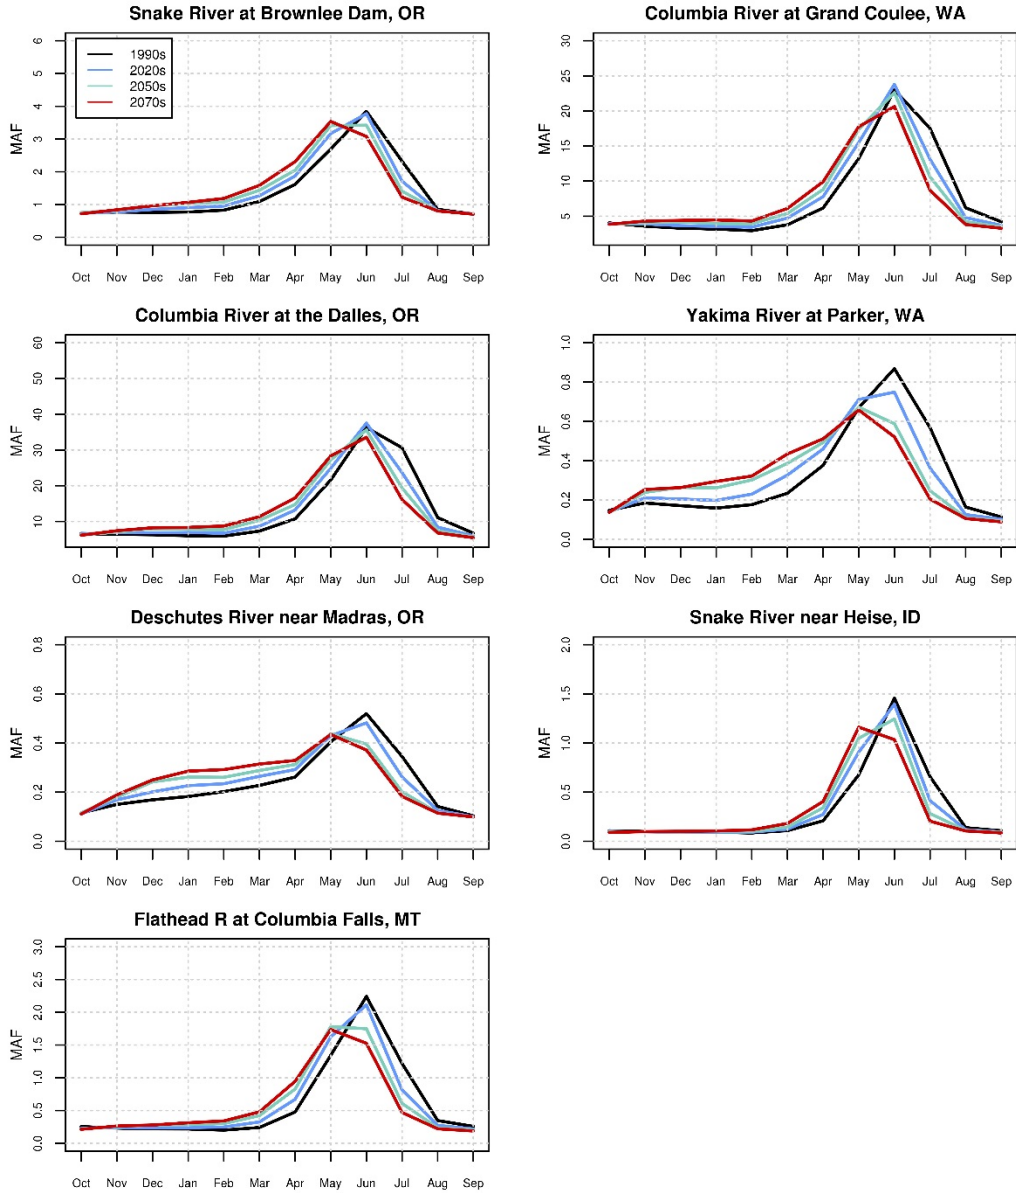 Snake River at Brownlee Dam, OR
MAF
6
5
4
3
2
1
0
1990s
2020s
2050s
2070s
Oct Nov Dec Jan Feb Mar Apr May Jun Jul Aug Sep
Columbia River at Grand Coulee, WA
MAF
30
25
20
15
10
5
Oct Nov Dec Jan Feb Mar Apr May Jun Jul Aug Sep
Columbia River at the Dalles, OR
MAF
60
50
40
30
20
10
Oct Nov Dec Jan Feb Mar Apr May Jun Jul Aug Sep
Yakima River at Parker, WA
MAF
1.0
0.8
0.6
0.4
0.2
0.0
Oct Nov Dec Jan Feb Mar Apr May Jun Jul Aug Sep
Deschutes River near Madras, OR
MAF
0.8
0.6
0.4
0.2
0.0
Oct Nov Dec Jan Feb Mar Apr May Jun Jul Aug Sep
Snake River near Heise, ID
MAF
2.0
1.5
1.0
0.5
0.0
Oct Nov Dec Jan Feb Mar Apr May Jun Jul Aug Sep
Flathead R at Columbia Falls, MT
MAF
3.0
2.5
2.0
1.5
1.0
0.5
0.0
Oct Nov Dec Jan Feb Mar Apr May Jun Jul Aug Sep